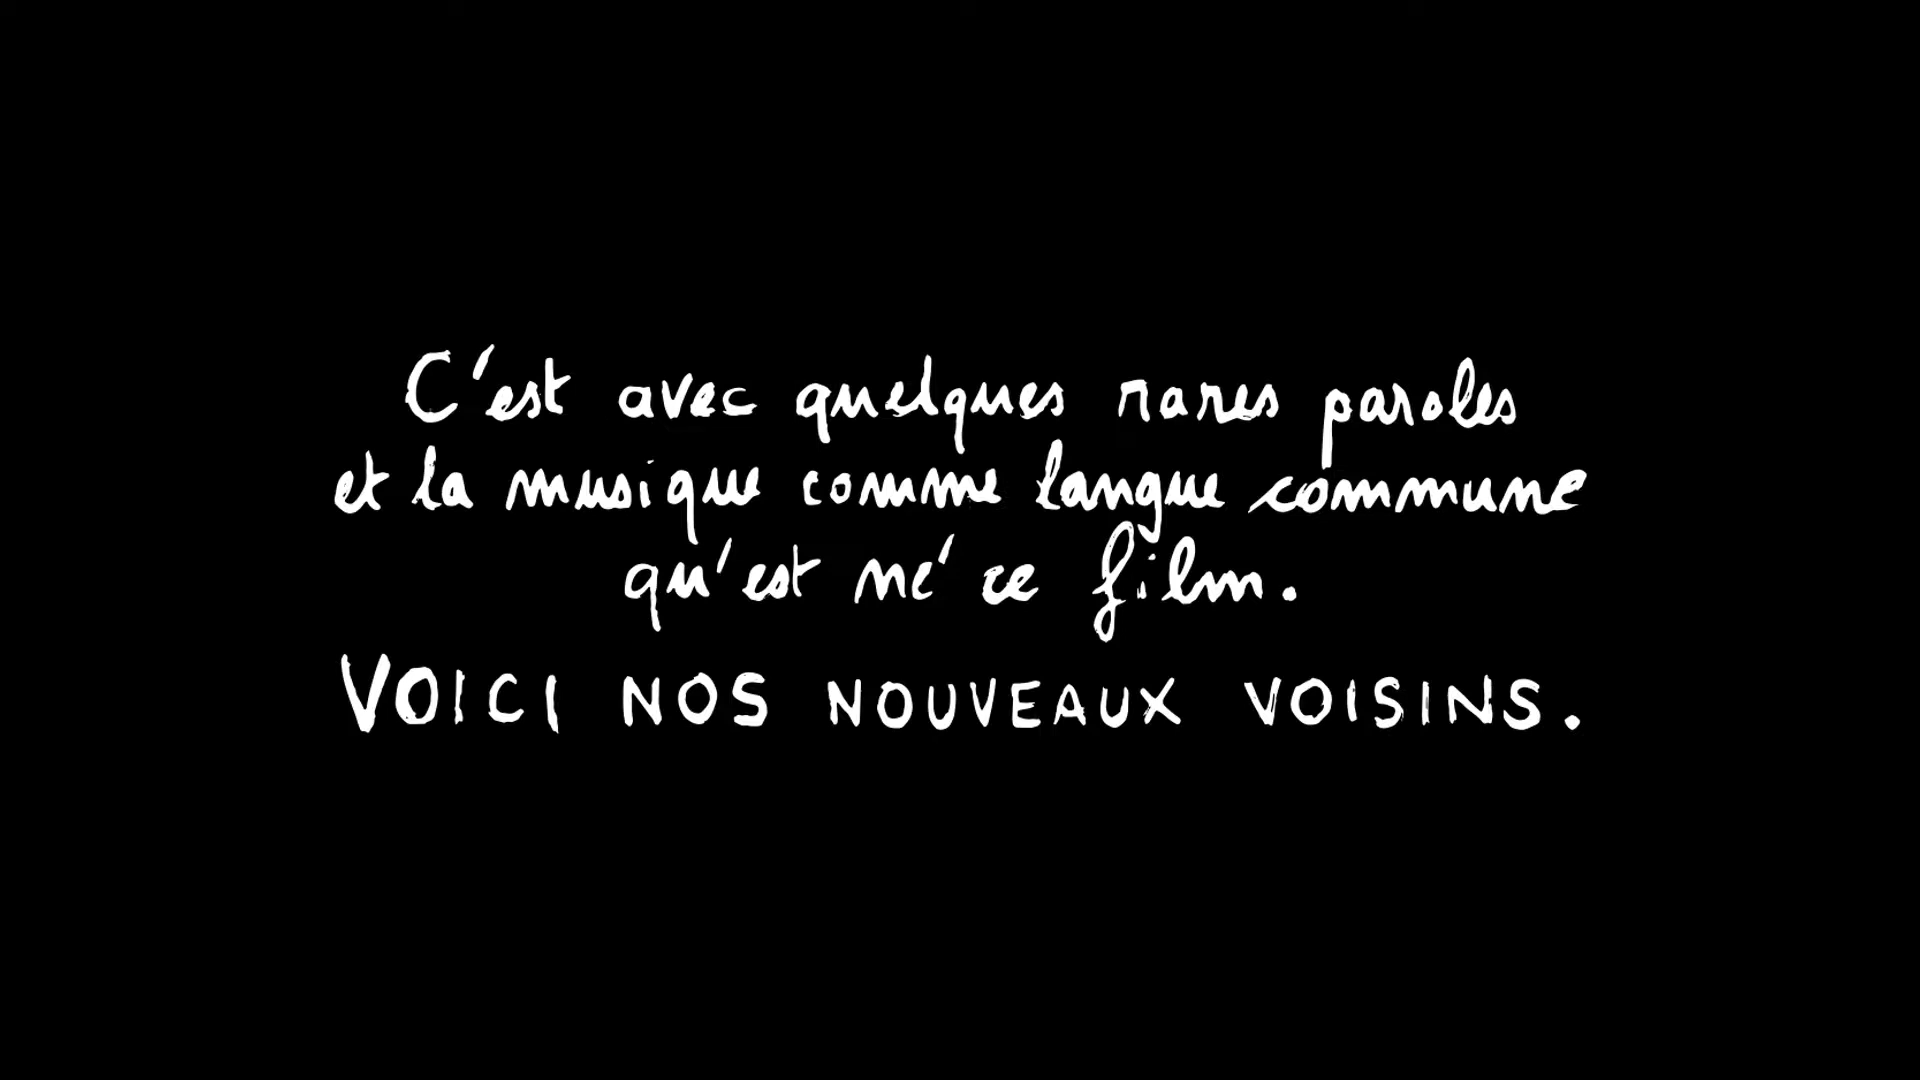 C'est avec quelques rares paroles
et la musique comme langue commune
qu'est né ce film.
VOICI NOS NOUVEAUX VOISINS.